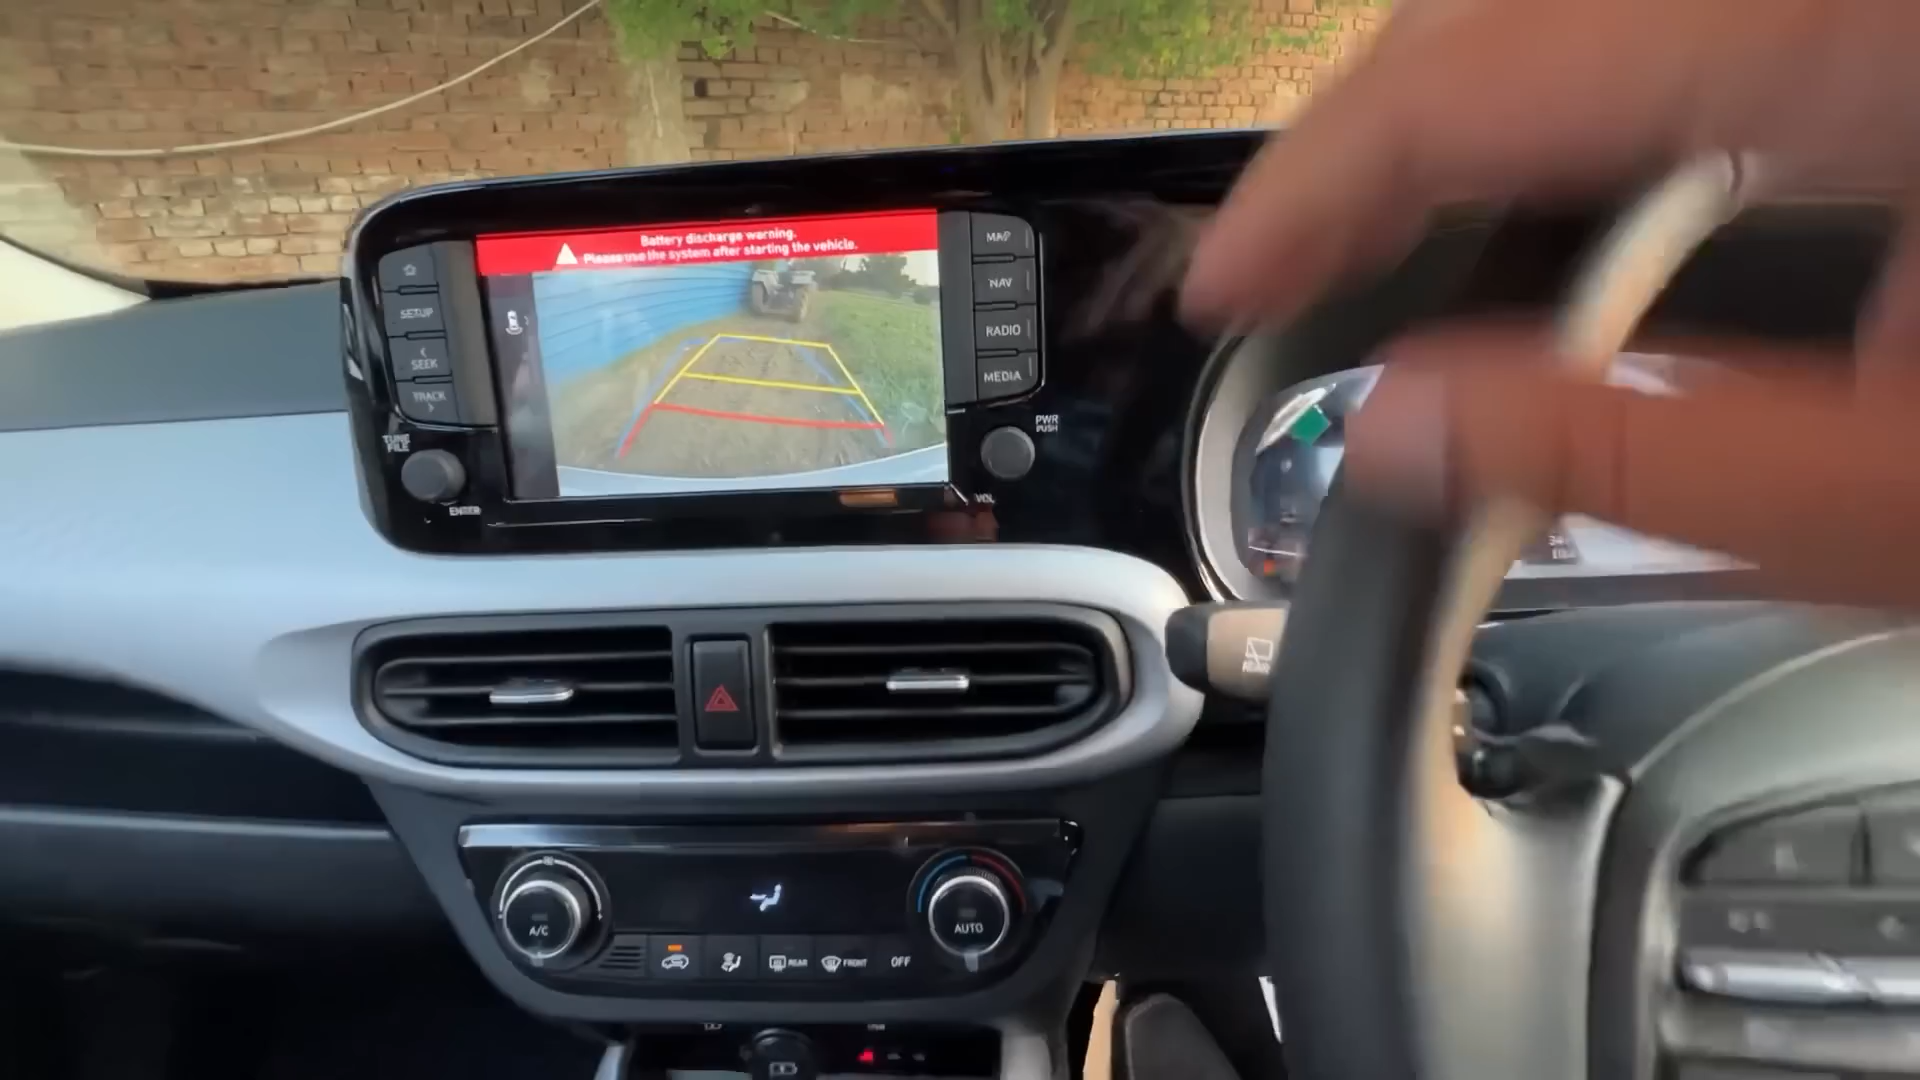 Battery discharge warning.
Please use the system after starting the vehicle.
SETUP
SEEK
TRACK
TUNE
FILE
ENTER
MAP
NAV
RADIO
MEDIA
PWR
PUSH
VOL
REAR
A/C
AUTO
REAR
FRONT
OFF